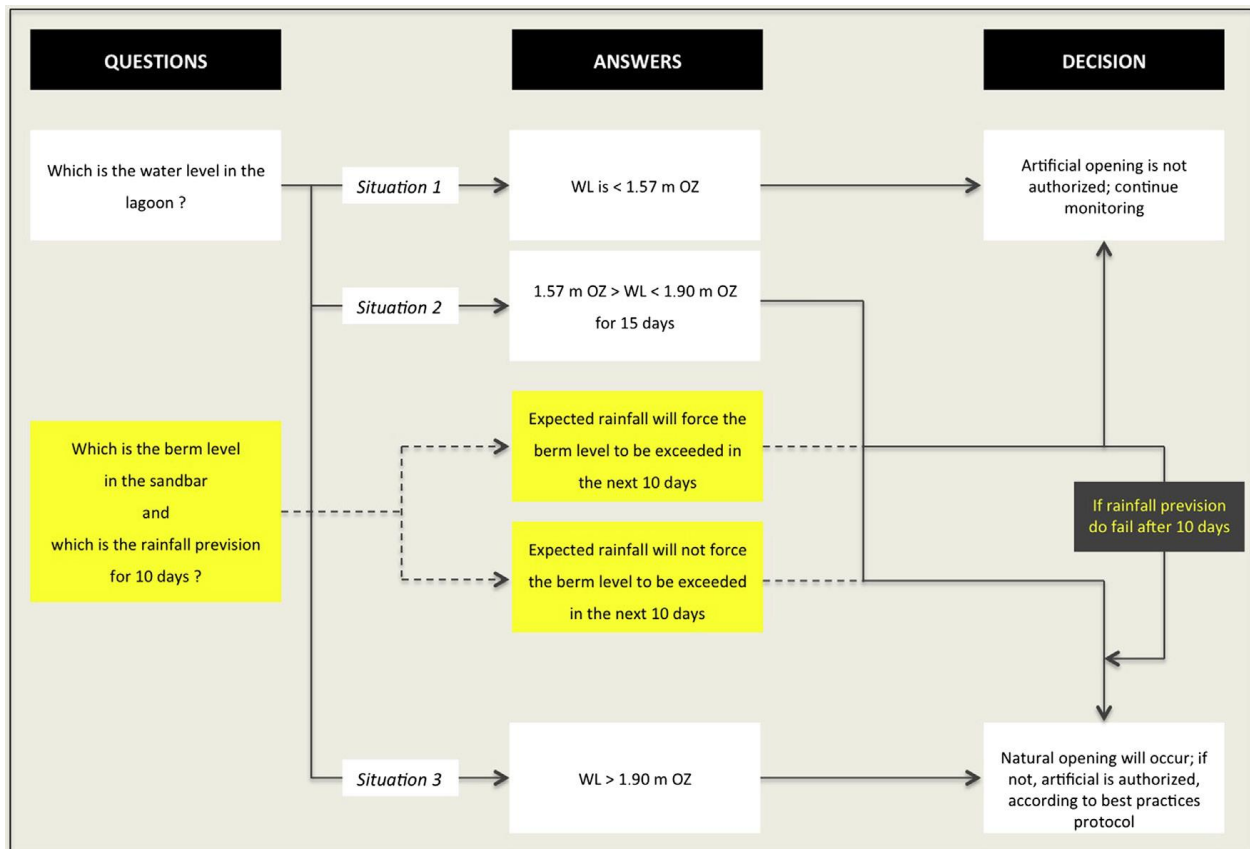 QUESTIONS
ANSWERS
DECISION
Which is the water level in the
lagoon ?
Situation 1
WL is < 1.57 m OZ
Artificial opening is not
authorized; continue
monitoring
Situation 2
1.57 m OZ > WL < 1.90 m OZ
for 15 days
Which is the berm level
in the sandbar
and
which is the rainfall prevision
for 10 days ?
Expected rainfall will force the
berm level to be exceeded in
the next 10 days
Expected rainfall will not force
the berm level to be exceeded
in the next 10 days
If rainfall prevision
do fail after 10 days
Situation 3
WL > 1.90 m OZ
Natural opening will occur; if
not, artificial is authorized,
according to best practices
protocol